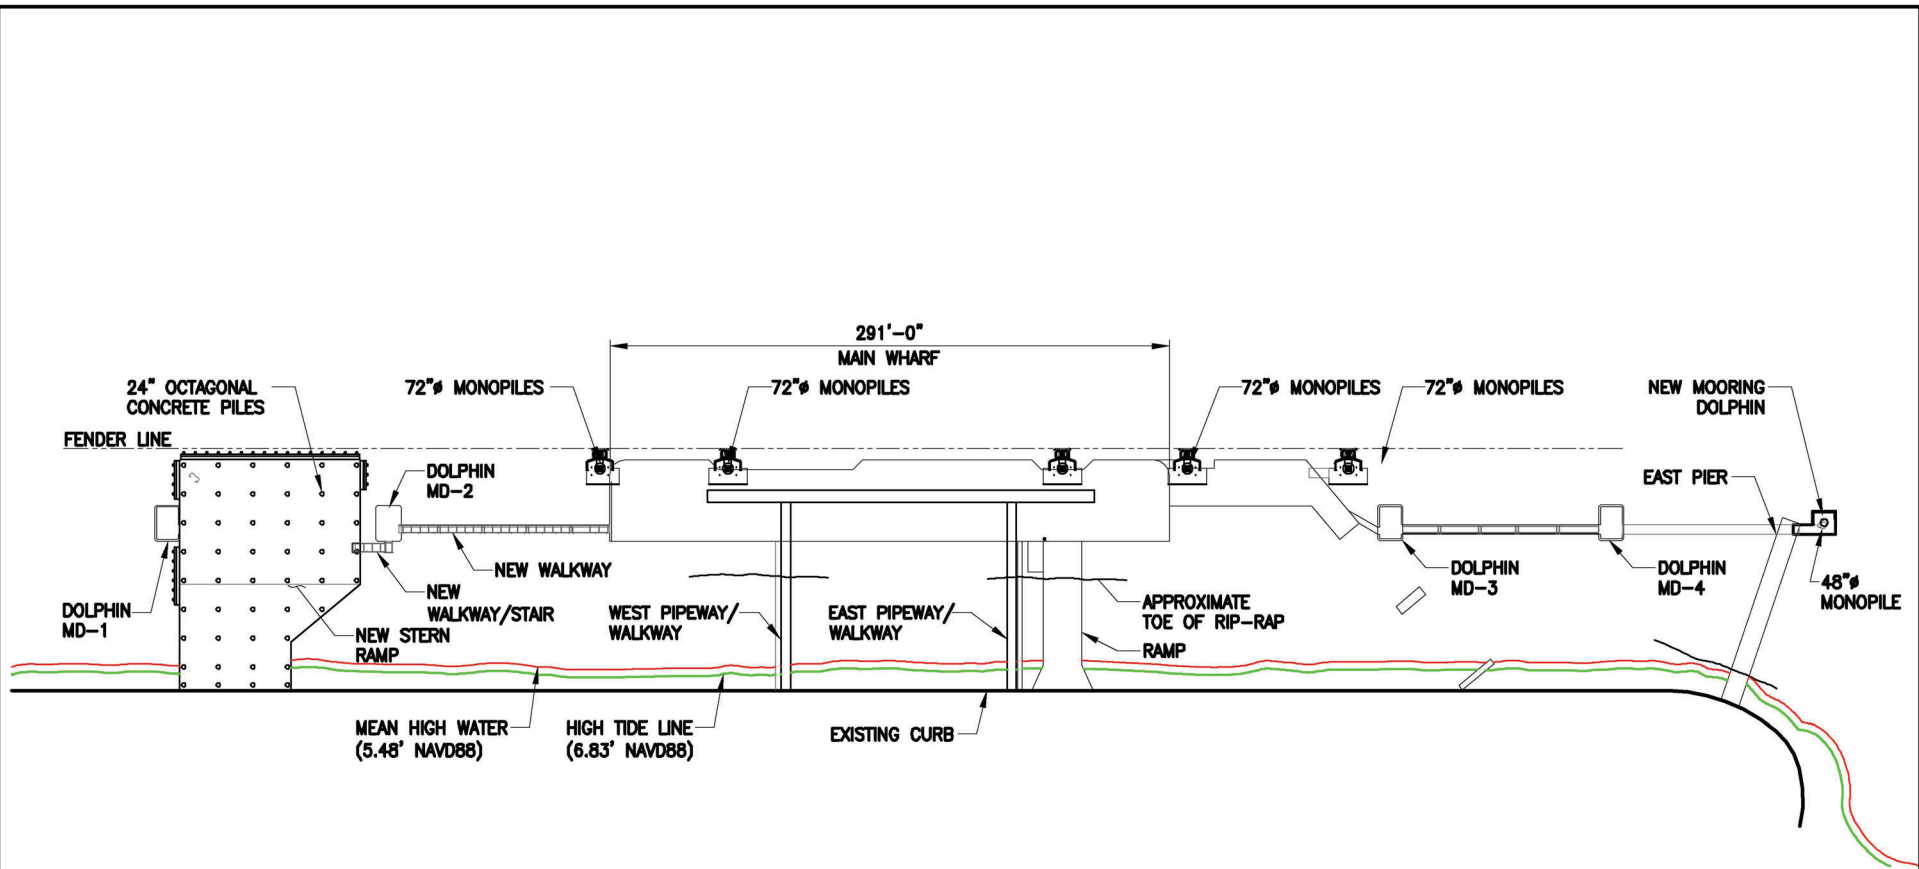 291'-0"
MAIN WHARF
24" OCTAGONAL
CONCRETE PILES
72"ø MONOPILES
72"ø MONOPILES
72"ø MONOPILES
72"ø MONOPILES
NEW MOORING
DOLPHIN
FENDER LINE
DOLPHIN
MD-2
EAST PIER
NEW WALKWAY
DOLPHIN
MD-3
DOLPHIN
MD-4
48"ø
MONOPILE
NEW
WALKWAY/STAIR
DOLPHIN
MD-1
NEW STERN
RAMP
WEST PIPEWAY/
WALKWAY
EAST PIPEWAY/
WALKWAY
APPROXIMATE
TOE OF RIP-RAP
RAMP
MEAN HIGH WATER
(5.48' NAVD88)
HIGH TIDE LINE
(6.83' NAVD88)
EXISTING CURB